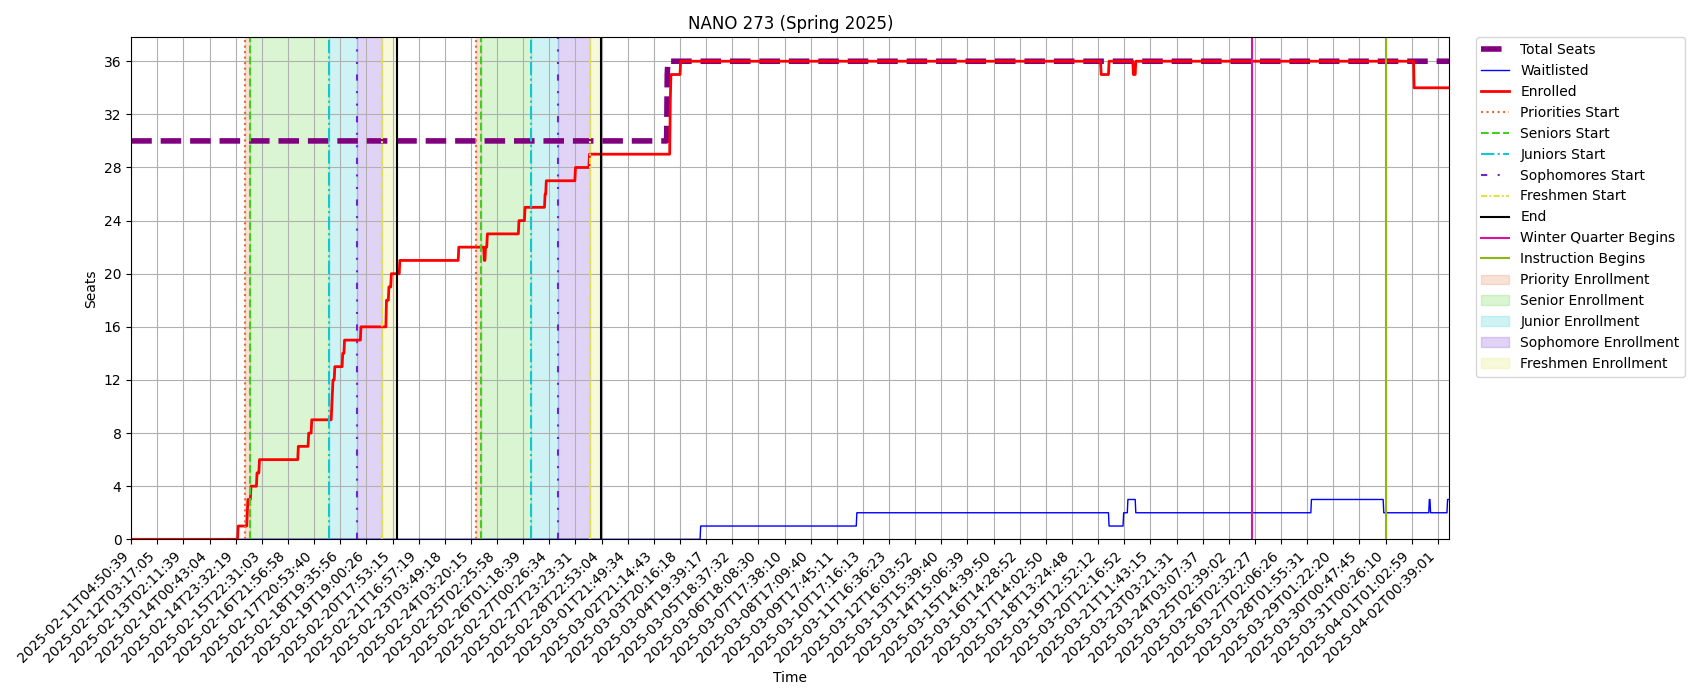 NANO 273 (Spring 2025)
Seats
36
32
28
24
20
16
12
8
4
0
2025-02-11T04:50:39
2025-02-12T03:17:05
2025-02-13T02:11:39
2025-02-14T00:43:04
2025-02-14T23:32:19
2025-02-15T22:31:03
2025-02-16T21:56:58
2025-02-17T20:53:40
2025-02-18T19:35:56
2025-02-19T19:00:26
2025-02-20T17:53:15
2025-02-21T16:57:19
2025-02-24T03:49:18
2025-02-24T03:20:15
2025-02-25T02:25:58
2025-02-26T01:18:39
2025-02-27T00:26:34
2025-02-27T23:23:31
2025-02-28T22:53:04
2025-03-01T21:49:34
2025-03-02T21:14:43
2025-03-03T20:16:18
2025-03-04T19:39:17
2025-03-05T18:37:32
2025-03-06T18:08:30
2025-03-07T17:38:10
2025-03-08T17:09:40
2025-03-09T17:45:11
2025-03-10T17:16:13
2025-03-11T16:36:23
2025-03-12T16:03:52
2025-03-13T15:39:40
2025-03-14T15:06:39
2025-03-15T14:39:50
2025-03-16T14:28:52
2025-03-17T14:02:50
2025-03-18T13:24:48
2025-03-19T12:52:12
2025-03-20T12:16:52
2025-03-21T11:43:15
2025-03-23T03:21:31
2025-03-24T03:07:37
2025-03-25T02:39:02
2025-03-26T02:32:27
2025-03-27T02:06:26
2025-03-28T01:55:31
2025-03-29T01:22:20
2025-03-30T00:47:45
2025-03-31T00:26:10
2025-04-01T01:02:59
2025-04-02T00:39:01
Time
Total Seats
Waitlisted
Enrolled
Priorities Start
Seniors Start
Juniors Start
Sophomores Start
Freshmen Start
End
Winter Quarter Begins
Instruction Begins
Priority Enrollment
Senior Enrollment
Junior Enrollment
Sophomore Enrollment
Freshmen Enrollment